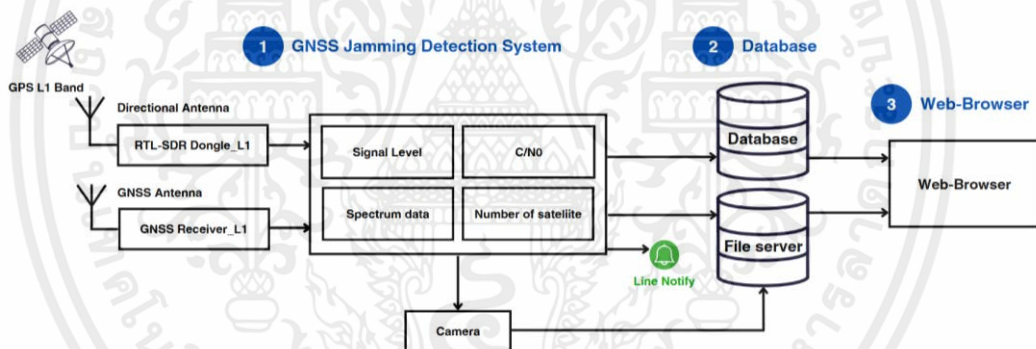 1 GNSS Jamming Detection System
2 Database
3 Web-Browser
GPS L1 Band
Directional Antenna
RTL-SDR Dongle_L1
GNSS Antenna
GNSS Receiver_L1
Signal Level
C/N0
Spectrum data
Number of sateliite
Line Notify
Camera
Database
File server
Web-Browser